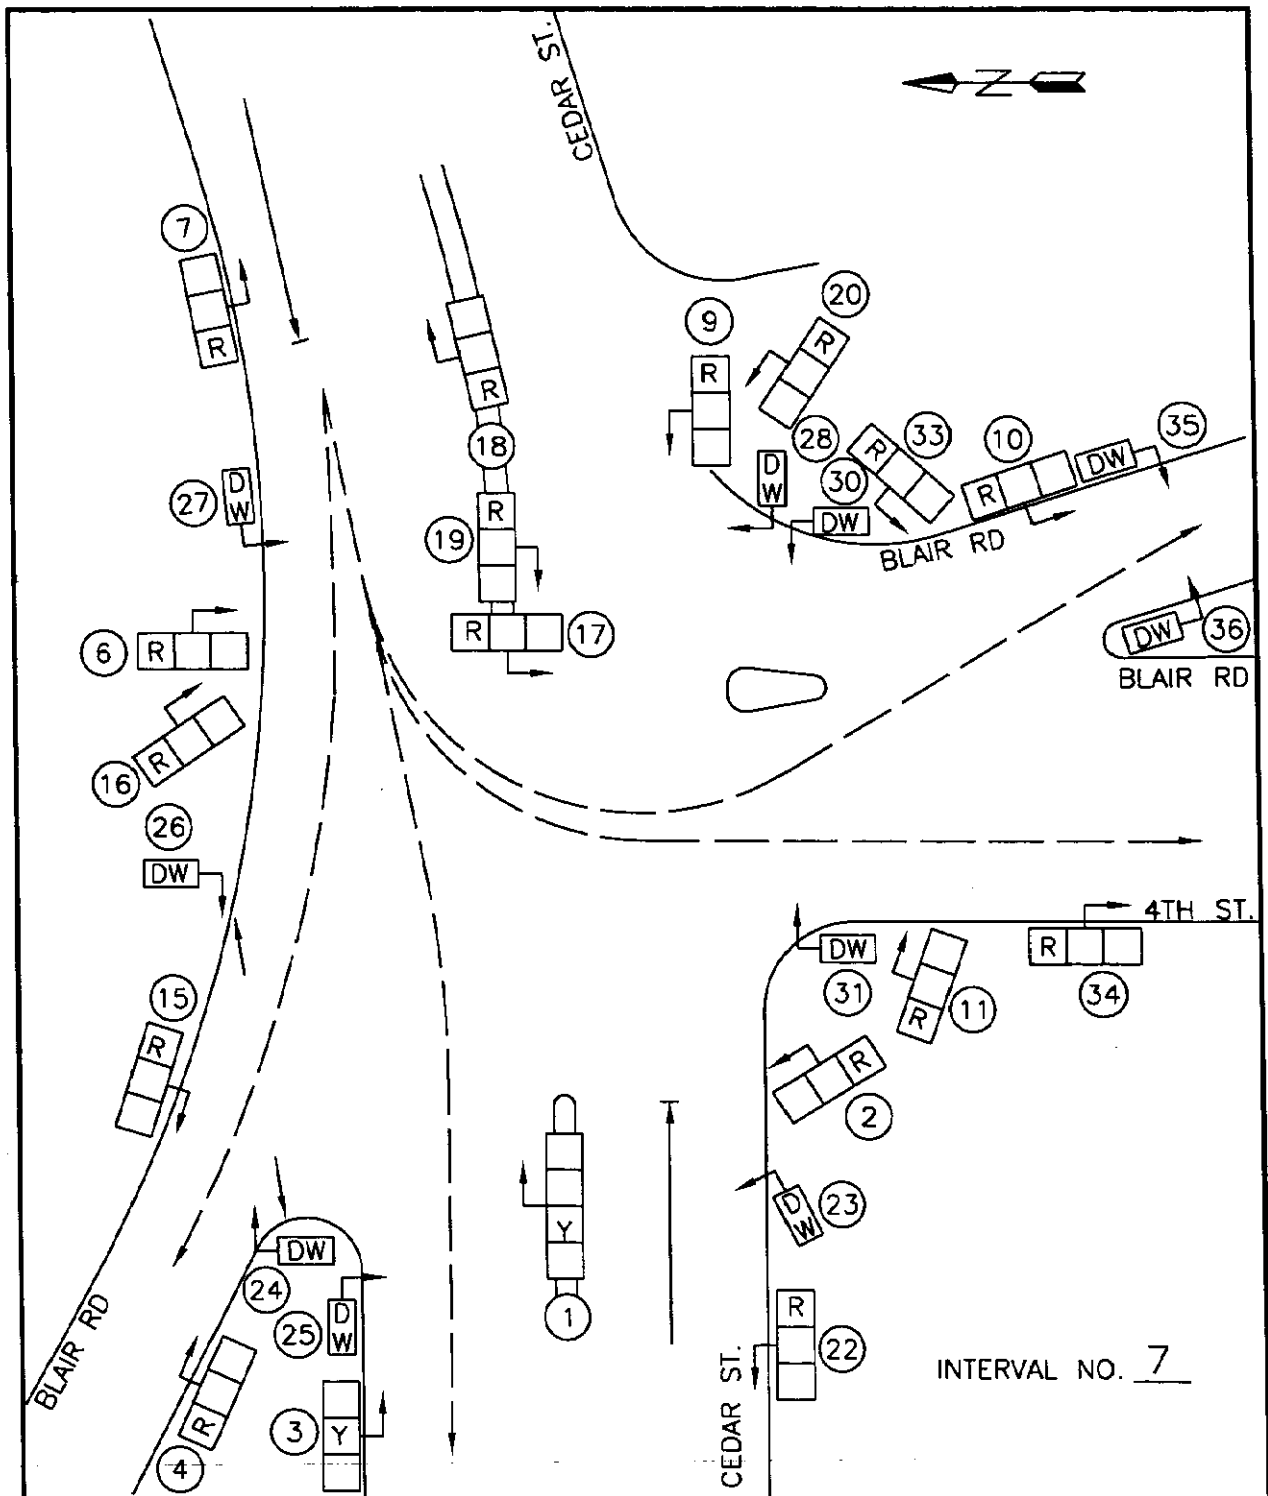 CEDAR ST.
N
7
R
R
18
R
19
R
17
9
R
20
R
28
D
W
30
DW
33
R
10
R
DW
35
BLAIR RD
DW
36
BLAIR RD
27
D
W
6
R
16
R
26
DW
15
R
4TH ST.
DW
31
R
11
R
34
R
2
D
W
23
Y
1
DW
24
25
D
W
R
22
BLAIR RD
R
4
3
Y
CEDAR ST.
INTERVAL NO. 7